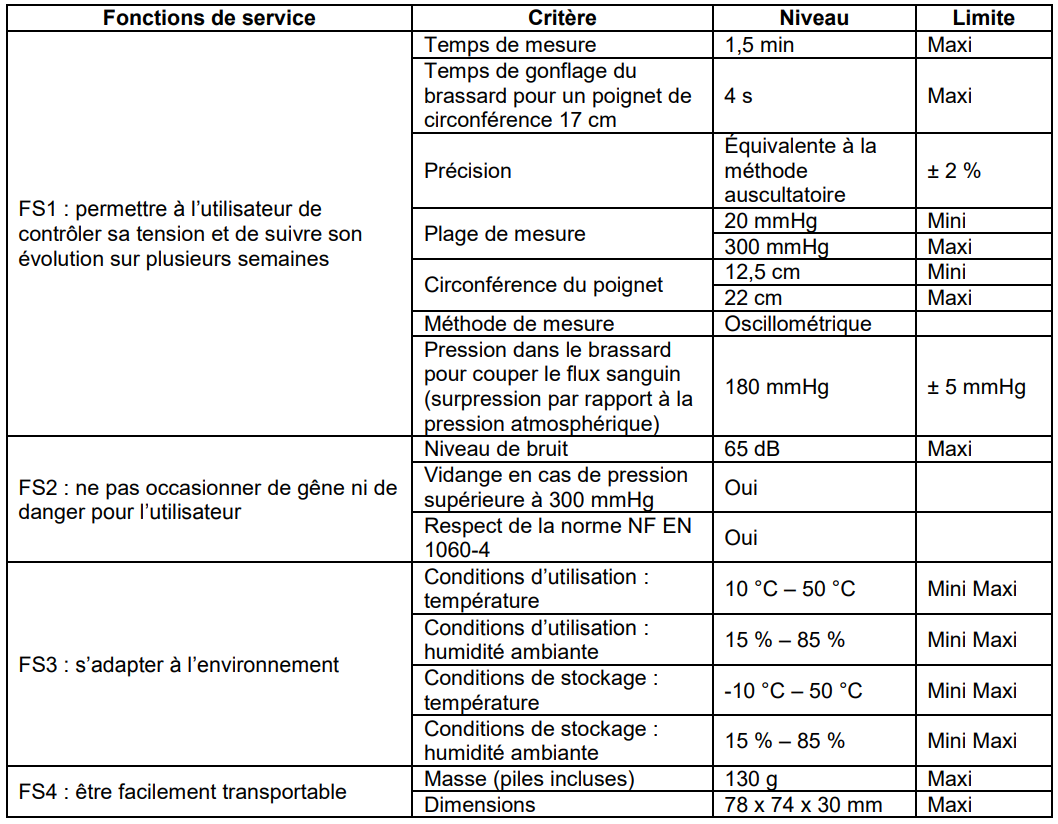 Fonctions de service Critère Niveau Limite
FS1 : permettre à l'utilisateur de
contrôler sa tension et de suivre son
évolution sur plusieurs semaines
Temps de mesure 1,5 min Maxi
Temps de gonflage du
brassard pour un poignet de
circonférence 17 cm
4 s Maxi
Précision
Équivalente à la
méthode
auscultatoire
± 2 %
Plage de mesure
20 mmHg Mini
300 mmHg Maxi
Circonférence du poignet
12,5 cm Mini
22 cm Maxi
Méthode de mesure Oscillométrique
Pression dans le brassard
pour couper le flux sanguin
(surpression par rapport à la
pression atmosphérique)
180 mmHg ± 5 mmHg
FS2 : ne pas occasionner de gêne ni de
danger pour l'utilisateur
Niveau de bruit 65 dB Maxi
Vidange en cas de pression
supérieure à 300 mmHg
Oui
Respect de la norme NF EN
1060-4
Oui
FS3 : s'adapter à l'environnement
Conditions d'utilisation :
température
10 °C – 50 °C Mini Maxi
Conditions d'utilisation :
humidité ambiante
15 % – 85 % Mini Maxi
Conditions de stockage :
température
-10 °C – 50 °C Mini Maxi
Conditions de stockage :
humidité ambiante
15 % – 85 % Mini Maxi
FS4 : être facilement transportable
Masse (piles incluses) 130 g Maxi
Dimensions 78 x 74 x 30 mm Maxi